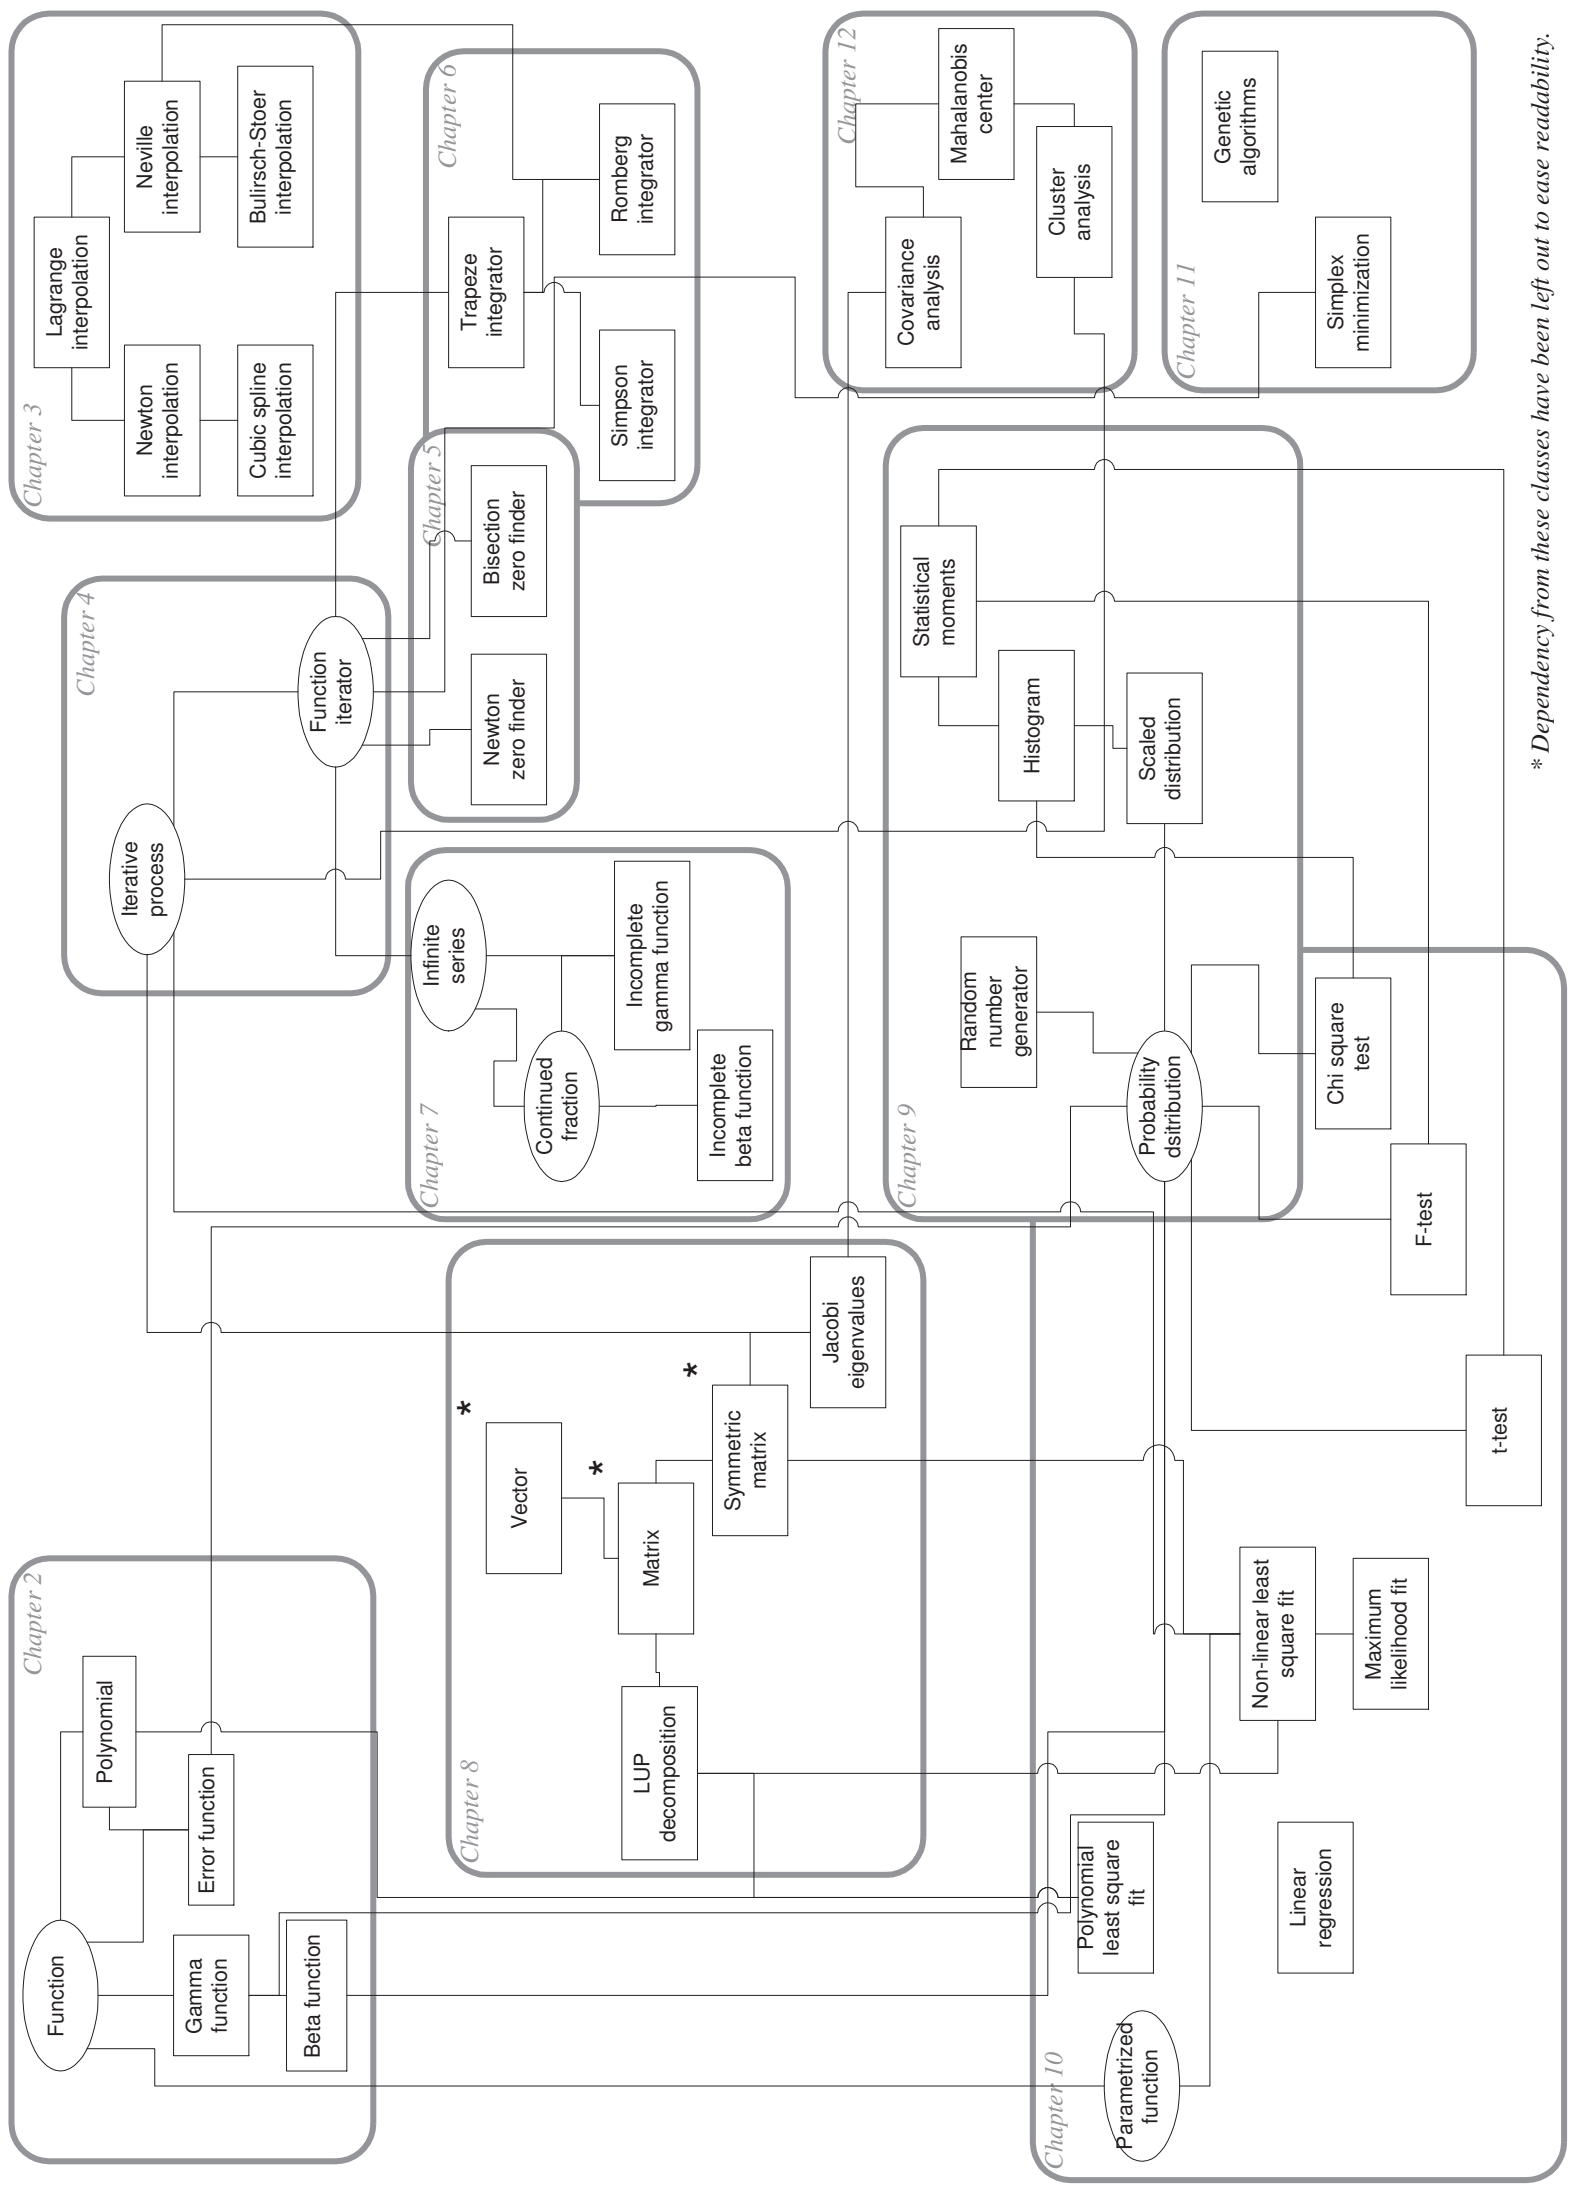 Chapter 2
Function
Polynomial
Error function
Gamma
function
Beta function
Chapter 4
Iterative
process
Function
iterator
Chapter 3
Lagrange
interpolation
Newton
interpolation
Neville
interpolation
Cubic spline
interpolation
Bulirsch-Stoer
interpolation
Chapter 8
Vector
*
*
Matrix
*
Symmetric
matrix
LUP
decomposition
Jacobi
eigenvalues
Chapter 7
Infinite
series
Continued
fraction
Incomplete
gamma function
Incomplete
beta function
Chapter 5
Newton
zero finder
Bisection
zero finder
Chapter 6
Trapeze
integrator
Simpson
integrator
Romberg
integrator
Chapter 10
Parametrized
function
Polynomial
least square
fit
Linear
regression
Non-linear least
square fit
Maximum
likelihood fit
t-test
F-test
Chi square
test
Chapter 9
Statistical
moments
Random
number
generator
Histogram
Probability
dsitribution
Scaled
distribution
Chapter 12
Covariance
analysis
Mahalanobis
center
Cluster
analysis
Chapter 11
Genetic
algorithms
Simplex
minimization
* Dependency from these classes have been left out to ease readability.